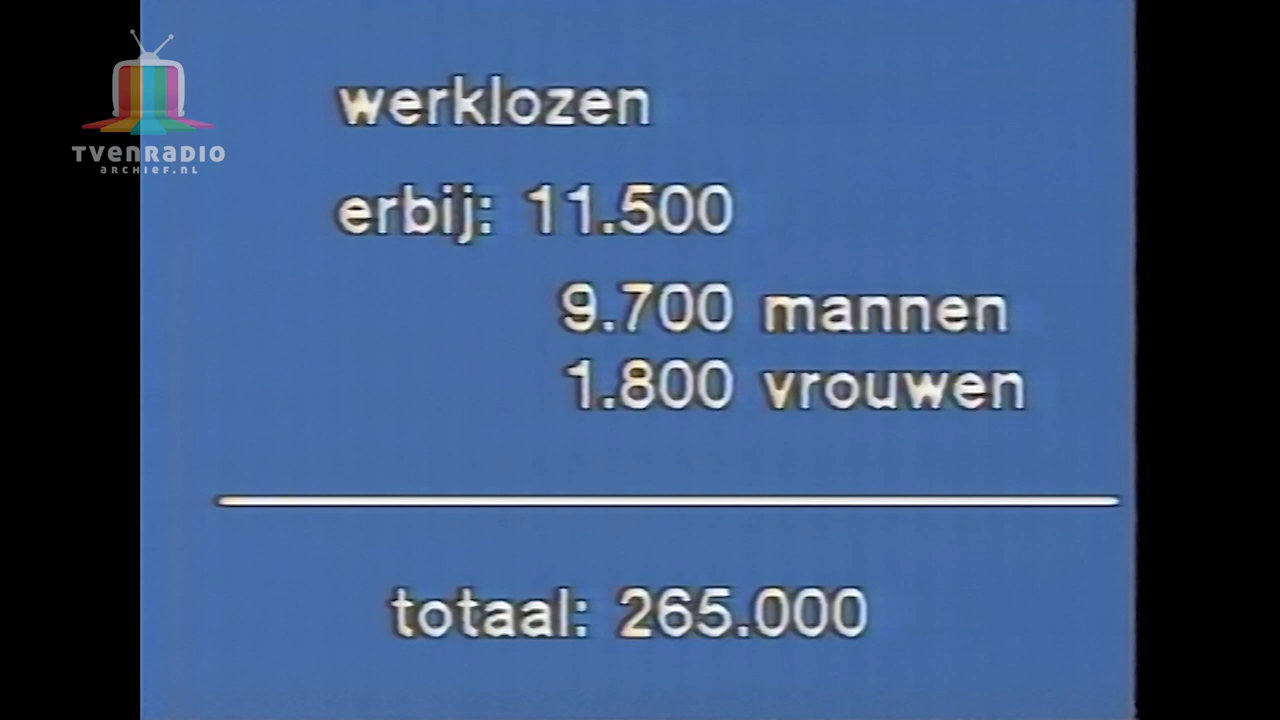 TVENRADIO
ARCHIEF.NL
werklozen
erbij: 11.500
9.700 mannen
1.800 vrouwen
totaal: 265.000